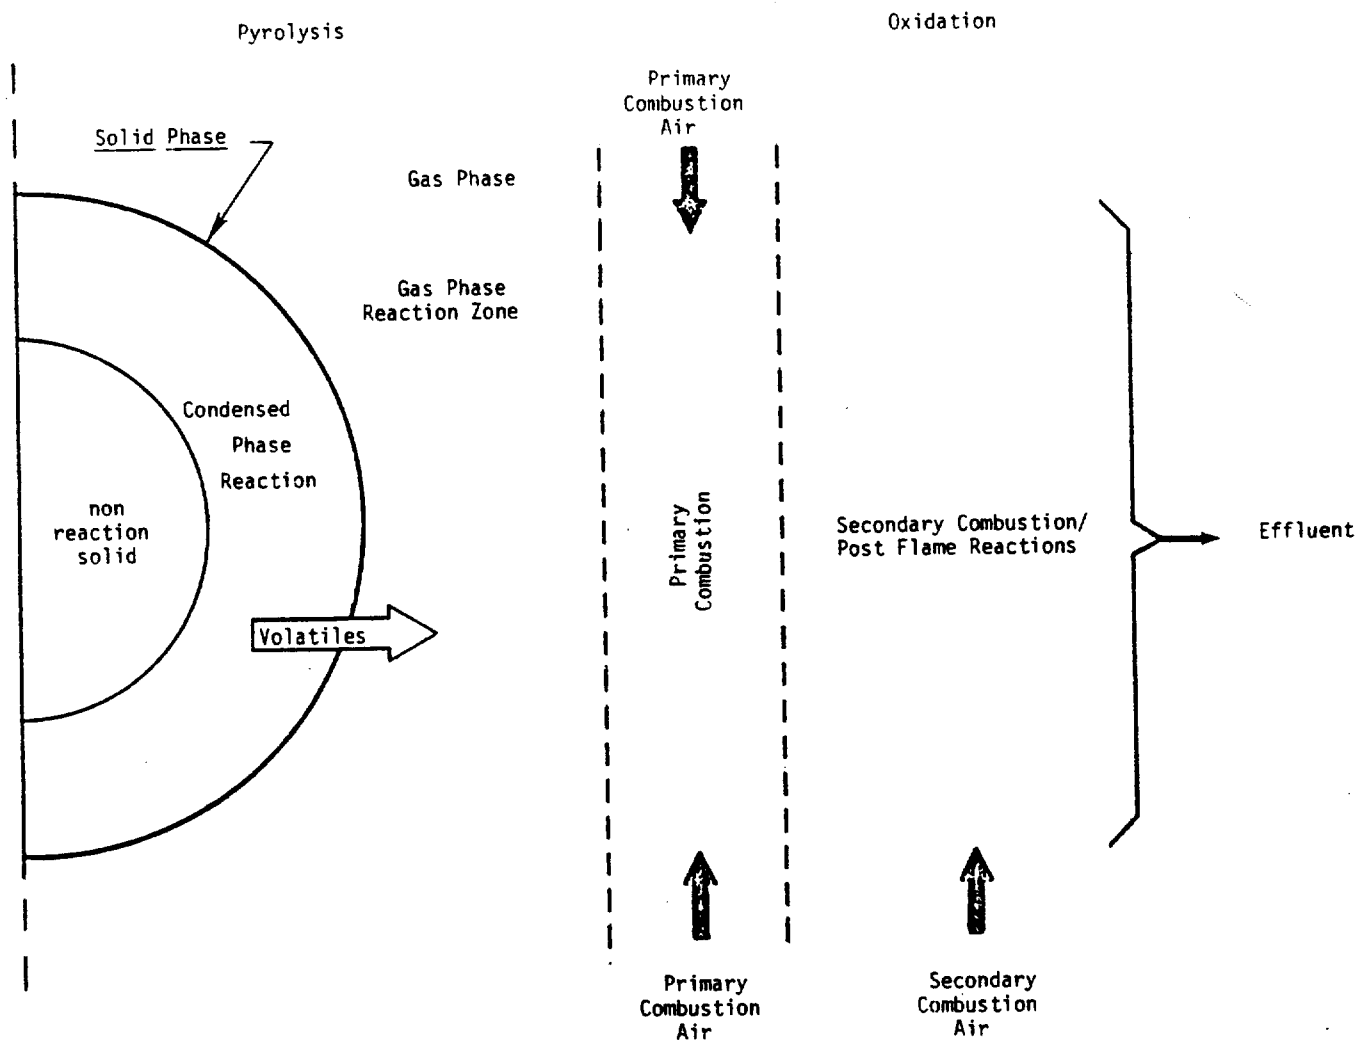 Pyrolysis
Oxidation
Primary
Combustion
Air
Solid Phase
Gas Phase
Gas Phase
Reaction Zone
Condensed
Phase
Reaction
non
reaction
solid
Volatiles
Primary
Combustion
Secondary Combustion/
Post Flame Reactions
Effluent
Primary
Combustion
Air
Secondary
Combustion
Air